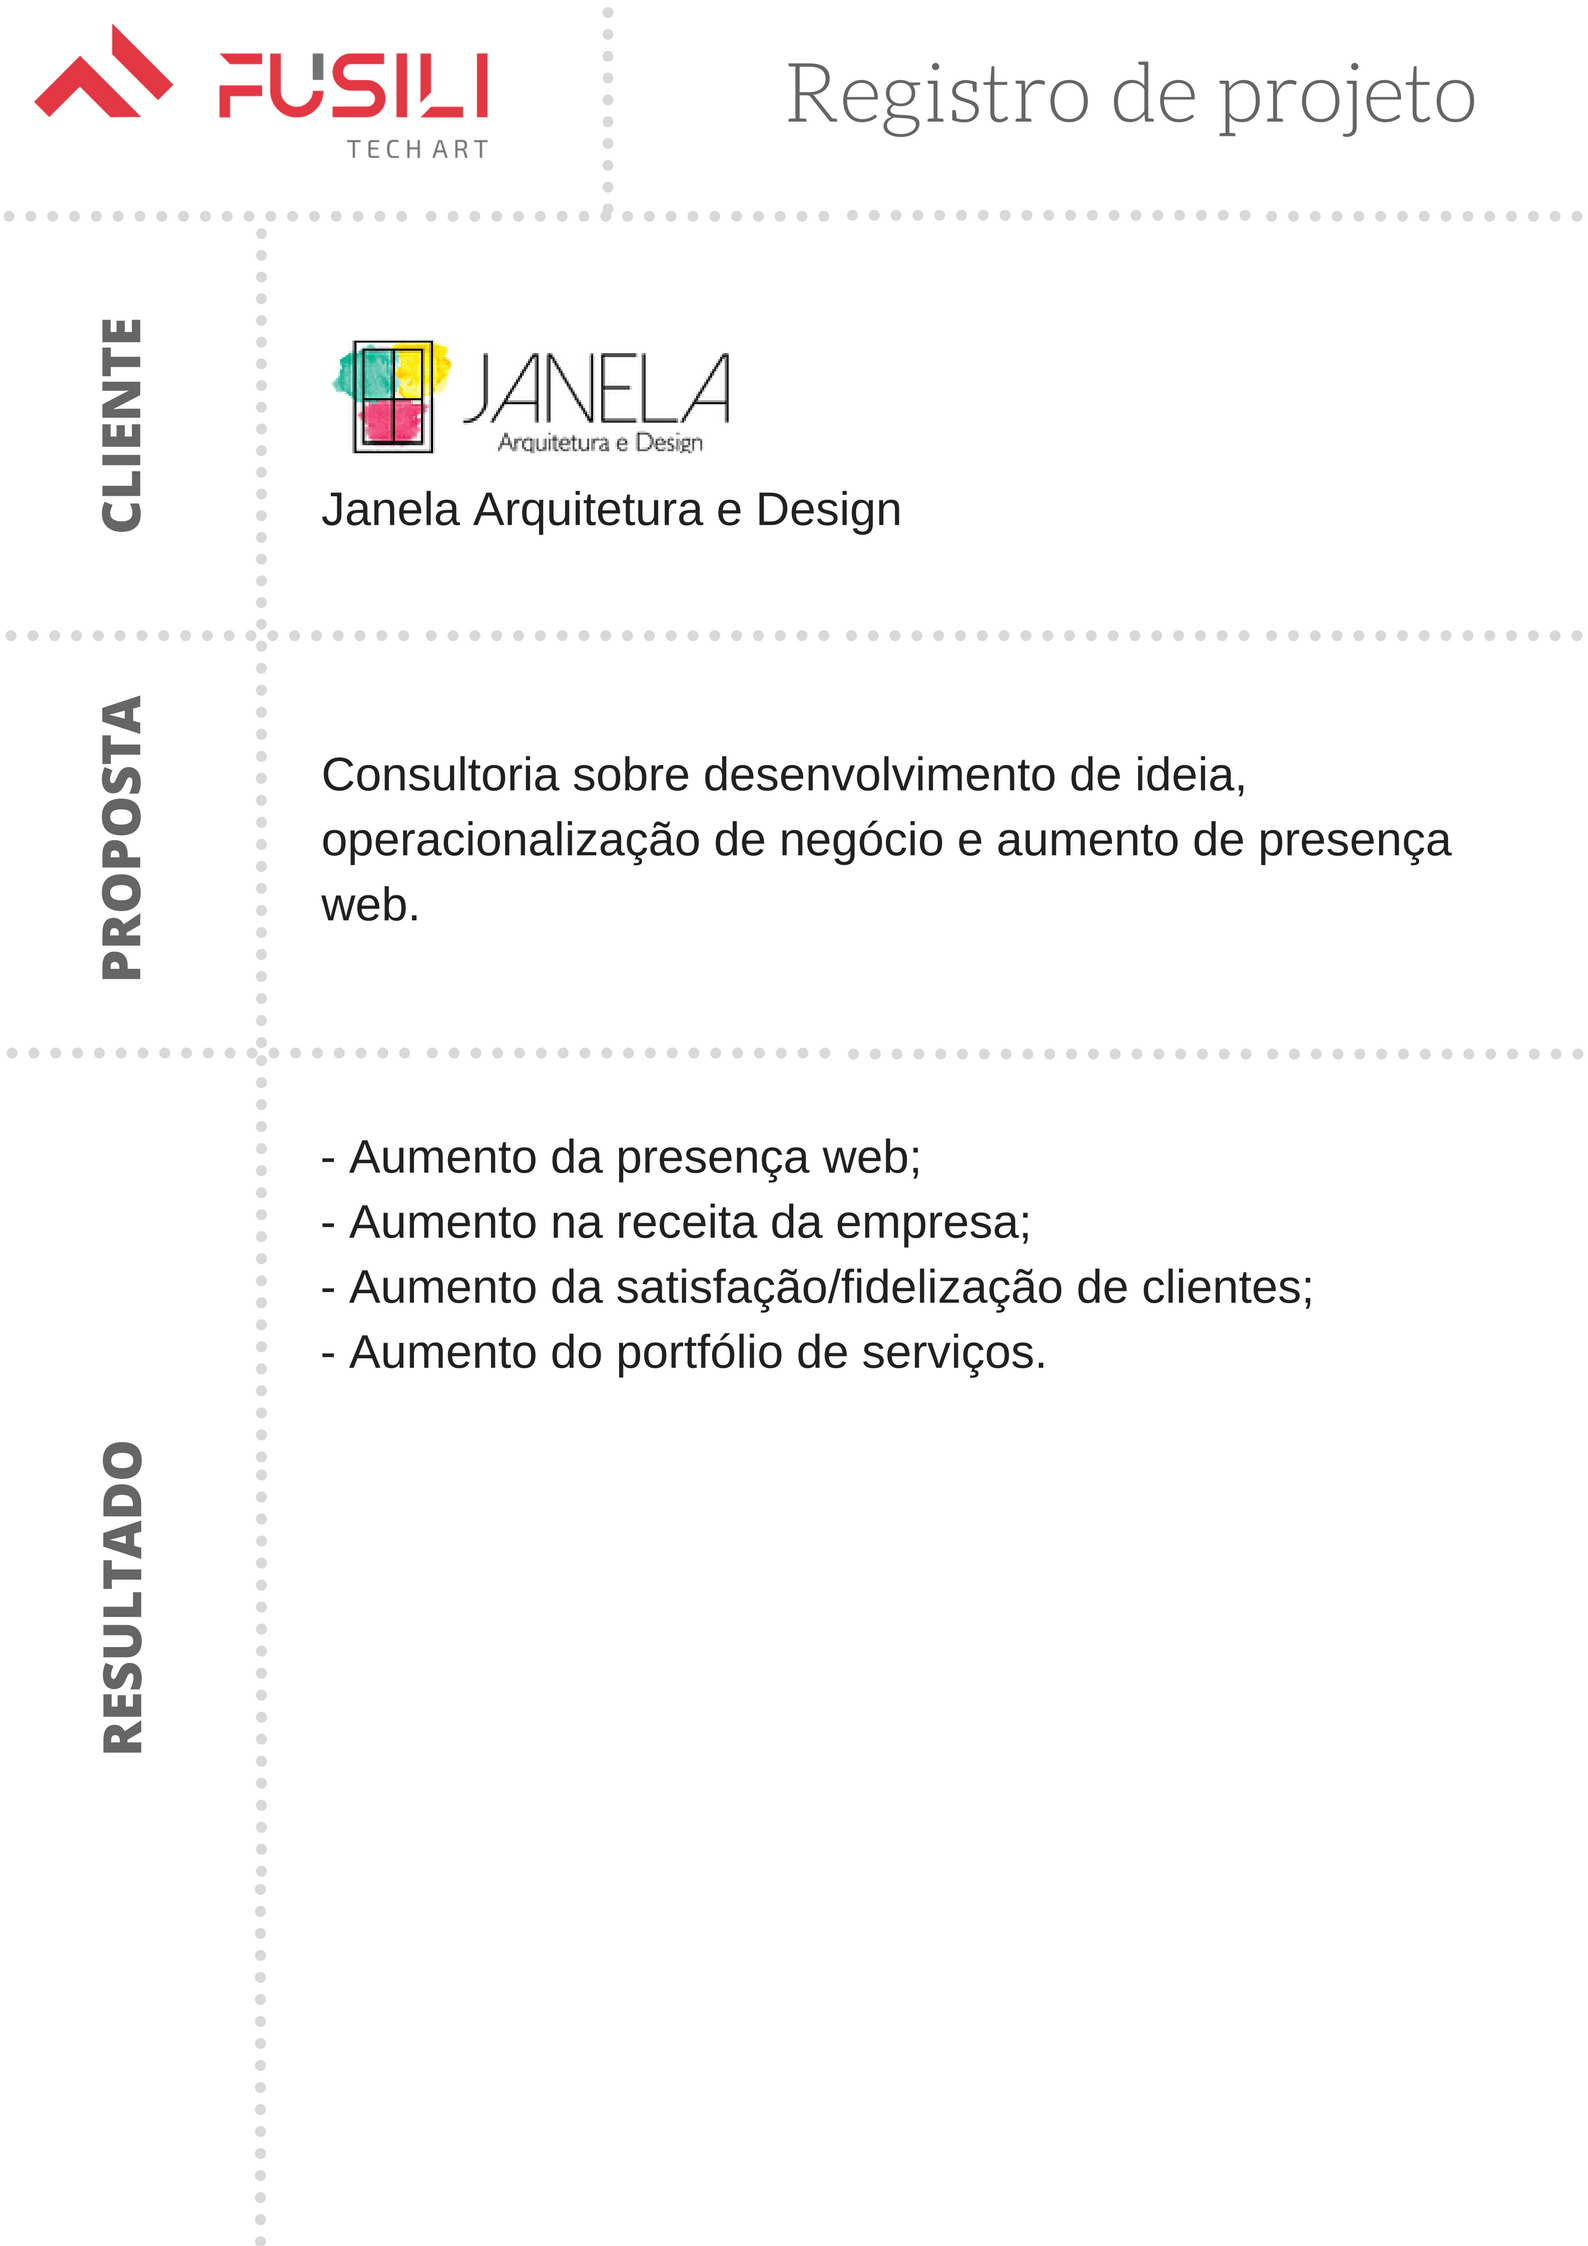 FUSILI
TECH ART
Registro de projeto
CLIENTE
JANELA
Arquitetura e Design
Janela Arquitetura e Design
PROPOSTA
Consultoria sobre desenvolvimento de ideia,
operacionalização de negócio e aumento de presença
web.
RESULTADO
- Aumento da presença web;
- Aumento na receita da empresa;
- Aumento da satisfação/fidelização de clientes;
- Aumento do portfólio de serviços.